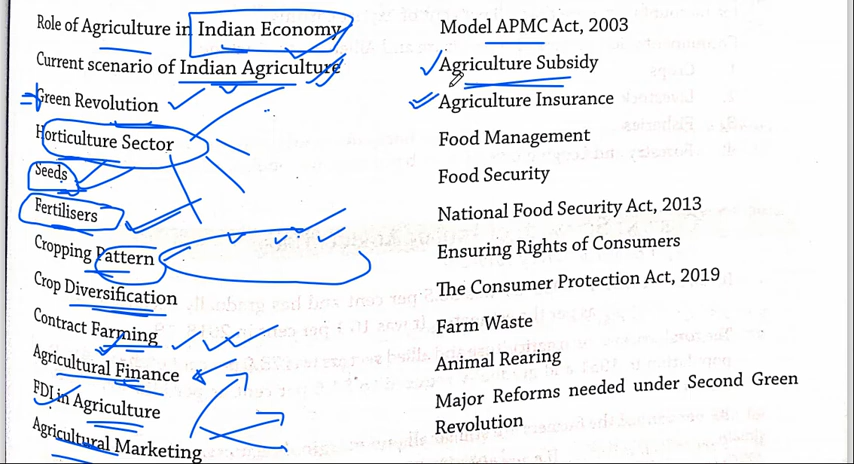 Role of Agriculture in Indian Economy
Current scenario of Indian Agriculture
Green Revolution
Horticulture Sector
Seeds
Fertilisers
Cropping Pattern
Crop Diversification
Contract Farming
Agricultural Finance
FDI in Agriculture
Agricultural Marketing
Model APMC Act, 2003
Agriculture Subsidy
Agriculture Insurance
Food Management
Food Security
National Food Security Act, 2013
Ensuring Rights of Consumers
The Consumer Protection Act, 2019
Farm Waste
Animal Rearing
Major Reforms needed under Second Green
Revolution